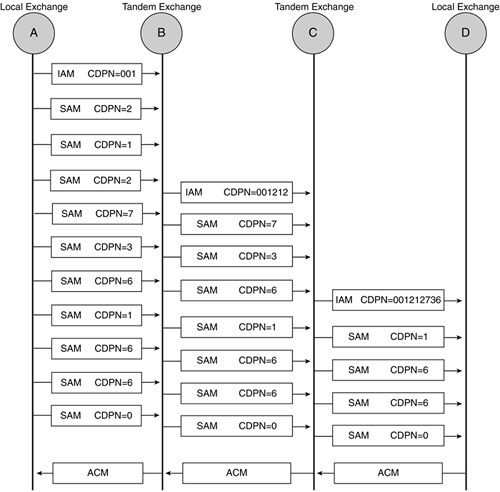 Local Exchange Tandem Exchange Tandem Exchange Local Exchange
A B C D
IAM CDPN=001
SAM CDPN=2
SAM CDPN=1
SAM CDPN=2
IAM CDPN=001212
SAM CDPN=7
SAM CDPN=7
SAM CDPN=3
SAM CDPN=3
SAM CDPN=6
SAM CDPN=6
IAM CDPN=001212736
SAM CDPN=1
SAM CDPN=1
SAM CDPN=1
SAM CDPN=6
SAM CDPN=6
SAM CDPN=6
SAM CDPN=6
SAM CDPN=6
SAM CDPN=6
SAM CDPN=0
SAM CDPN=0
SAM CDPN=0
ACM ACM ACM